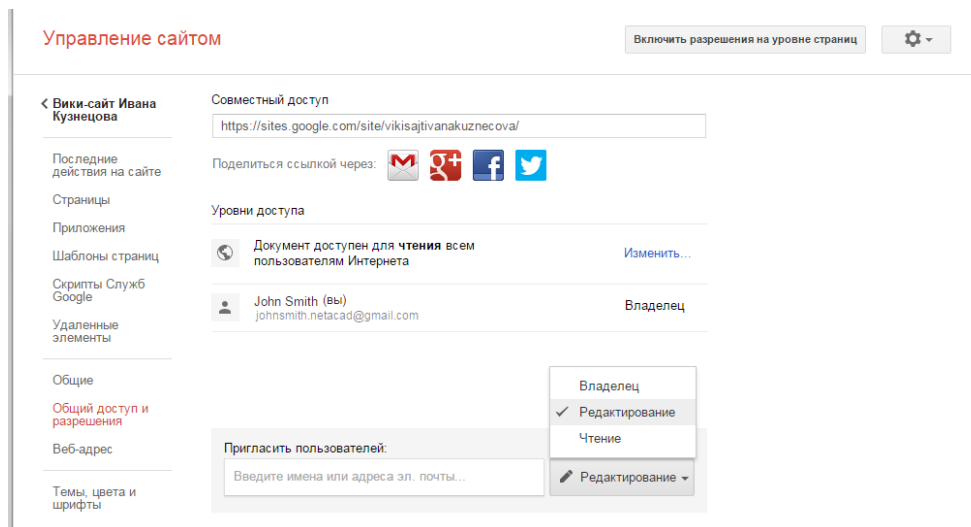 Управление сайтом
Включить разрешения на уровне страниц
Вики-сайт Ивана
Кузнецова
Последние
действия на сайте
Страницы
Приложения
Шаблоны страниц
Скрипты Служб
Google
Удаленные
элементы
Общие
Общий доступ и
разрешения
Веб-адрес
Темы, цвета и
шрифты
Совместный доступ
https://sites.google.com/site/vikisajtivanakuznecova/
Поделиться ссылкой через:
Уровни доступа
Документ доступен для чтения всем
пользователям Интернета
Изменить...
John Smith (вы)
johnsmith.netacad@gmail.com
Владелец
Владелец
Редактирование
Чтение
Пригласить пользователей:
Введите имена или адреса эл. почты...
Редактирование